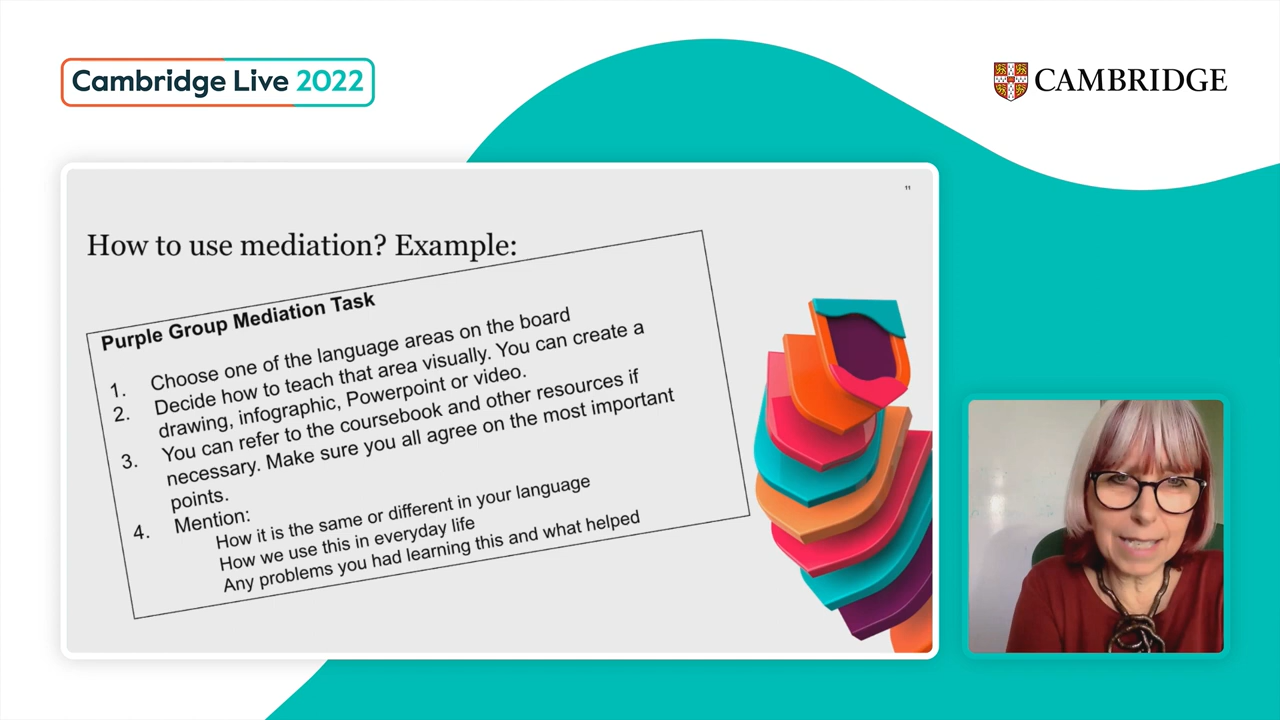 Cambridge Live 2022
CAMBRIDGE
"
How to use mediation? Example:
Purple Group Mediation Task
1. Choose one of the language areas on the board
2. Decide how to teach that area visually. You can create a
drawing, infographic, Powerpoint or video.
3. You can refer to the coursebook and other resources if
necessary. Make sure you all agree on the most important
points.
4. Mention:
How it is the same or different in your language
How we use this in everyday life
Any problems you had learning this and what helped